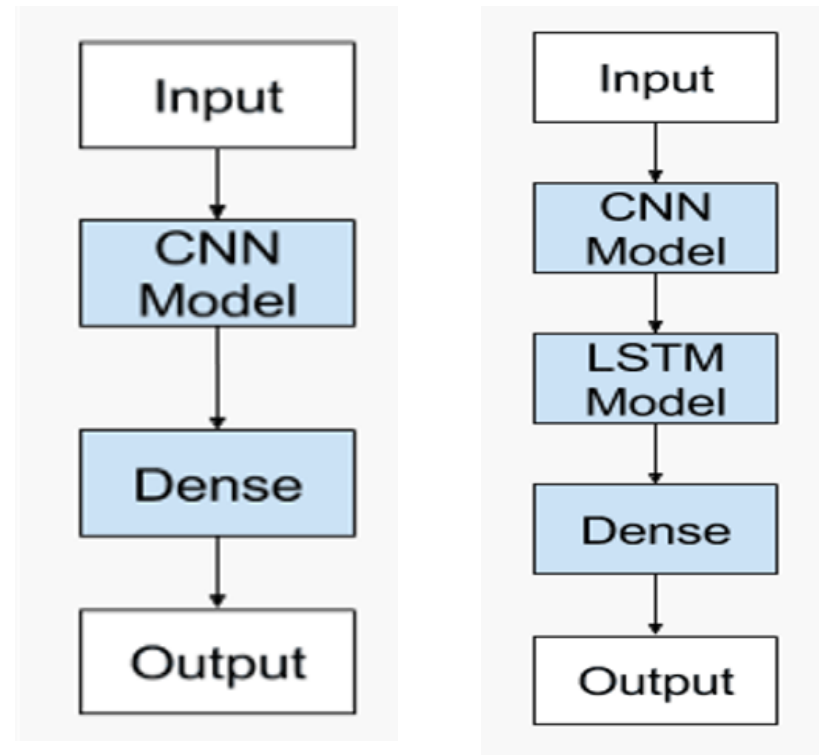 Input
CNN
Model
Dense
Output
Input
CNN
Model
LSTM
Model
Dense
Output